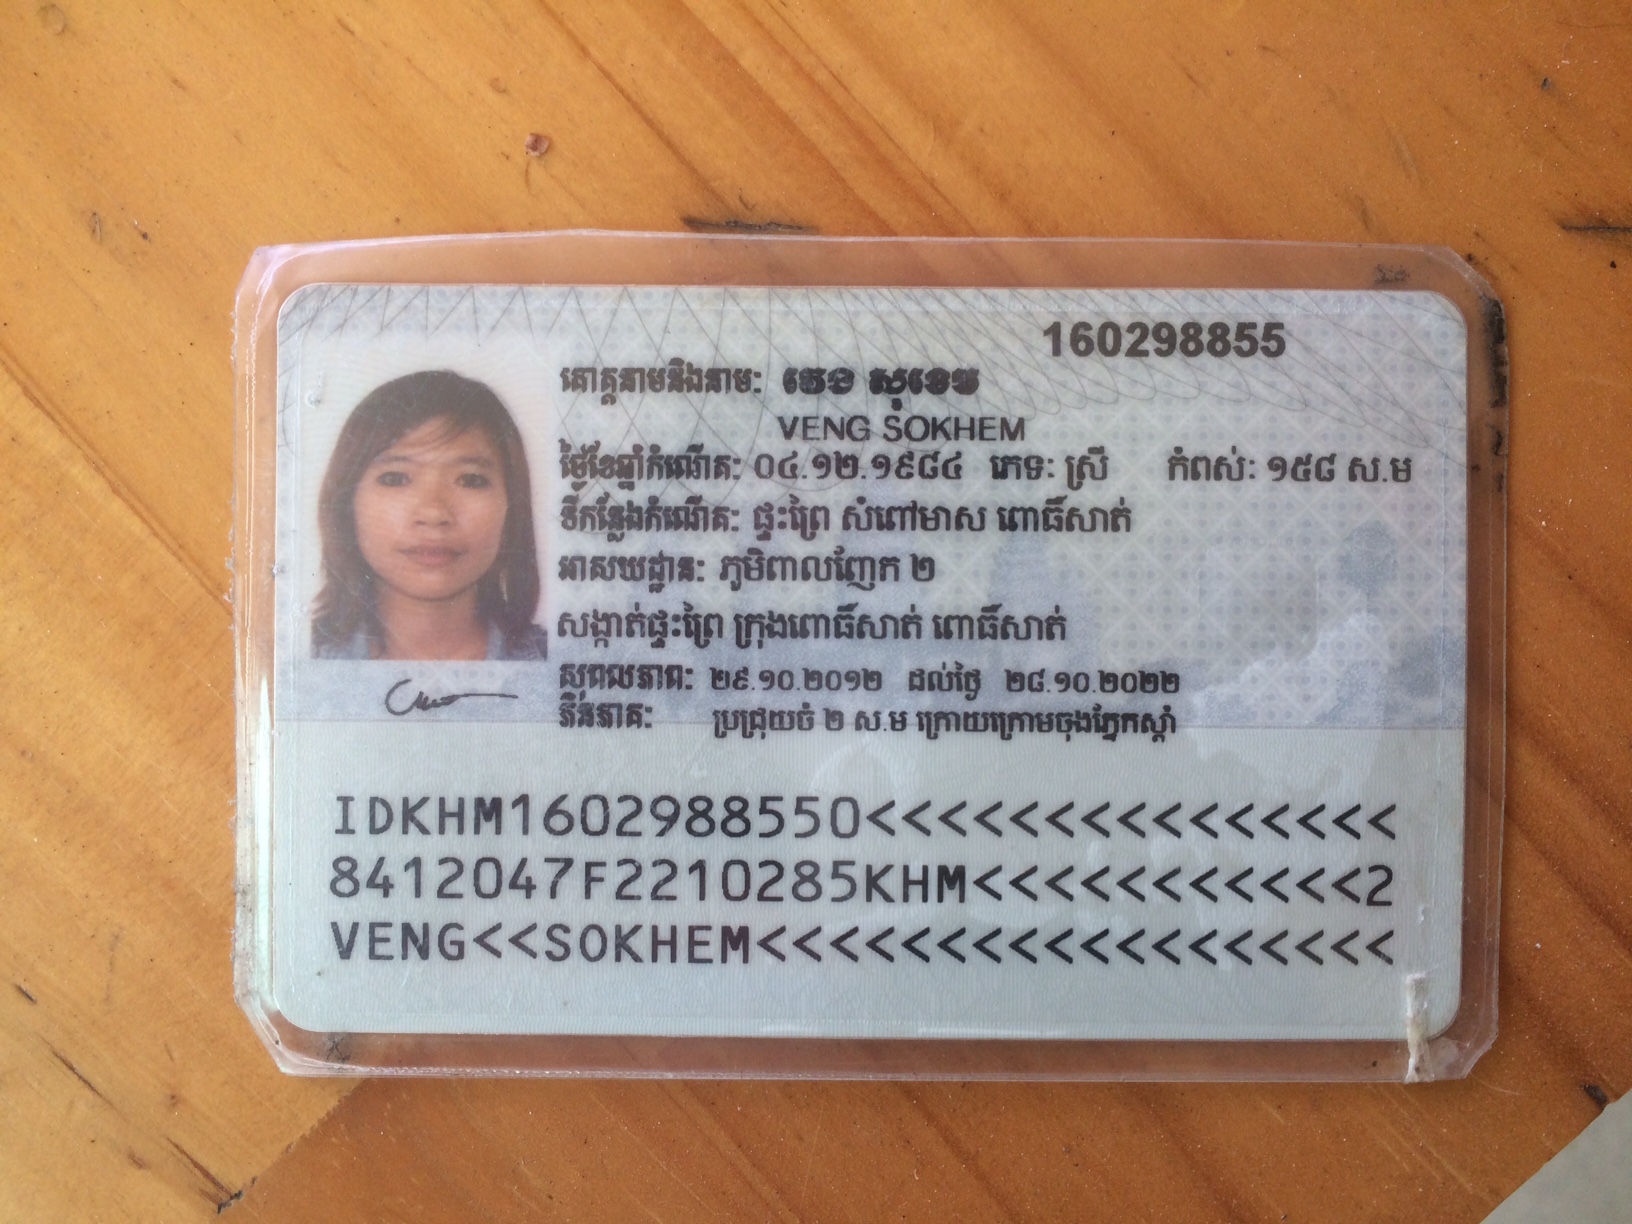 160298855
គោត្តនាមនិងនាម: វេង សុខេម
VENG SOKHEM
ថ្ងៃខែឆ្នាំកំណើត: ០៤.១២.១៩៨៤ ភេទ: ស្រី កំពស់: ១៥៨ ស.ម
ទីកន្លែងកំណើត: ផ្ទះព្រៃ សំពៅមាស ពោធិ៍សាត់
អាសយដ្ឋាន: ភូមិពាលញែក ២
សង្កាត់ផ្ទះព្រៃ ក្រុងពោធិ៍សាត់ ពោធិ៍សាត់
សុពលភាព: ២៩.១០.២០១២ ដល់ថ្ងៃ ២៨.១០.២០២២
ភិនភាគ: ប្រជ្រុយចំ ២ ស.ម ក្រោយក្រោមចុងភ្នែកស្ដាំ
IDKHM1602988550<<<<<<<<<<<<<<<
8412047F2210285KHM<<<<<<<<<<<2
VENG<<SOKHEM<<<<<<<<<<<<<<<<<<